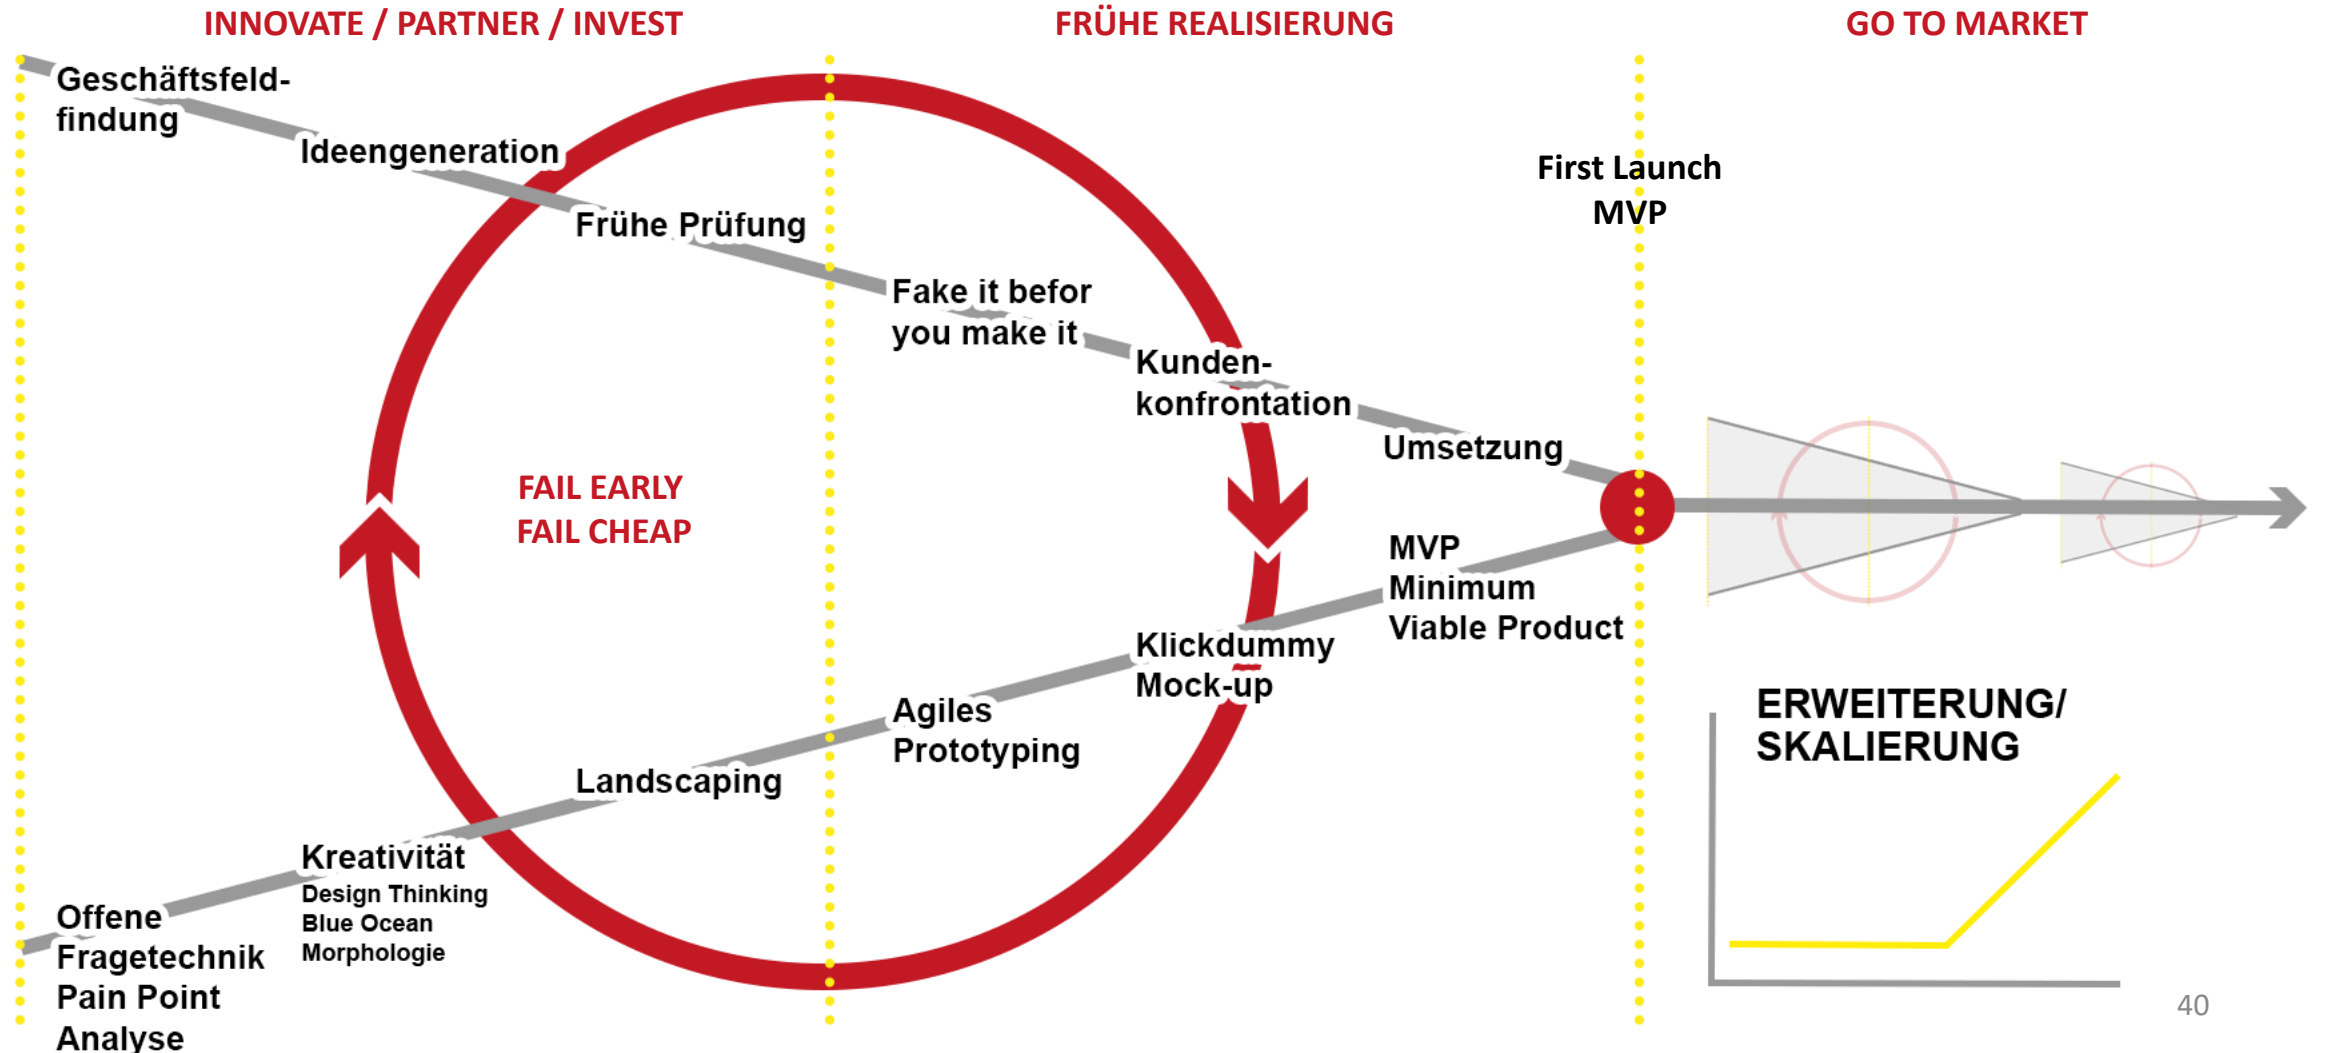 INNOVATE / PARTNER / INVEST
FRÜHE REALISIERUNG
GO TO MARKET
Geschäftsfeld-
findung
Ideengeneration
Frühe Prüfung
Fake it befor
you make it
Kunden-
konfrontation
Umsetzung
First Launch
MVP
FAIL EARLY
FAIL CHEAP
Offene
Fragetechnik
Pain Point
Analyse
Kreativität
Design Thinking
Blue Ocean
Morphologie
Landscaping
Agiles
Prototyping
Klickdummy
Mock-up
MVP
Minimum
Viable Product
ERWEITERUNG/
SKALIERUNG
40